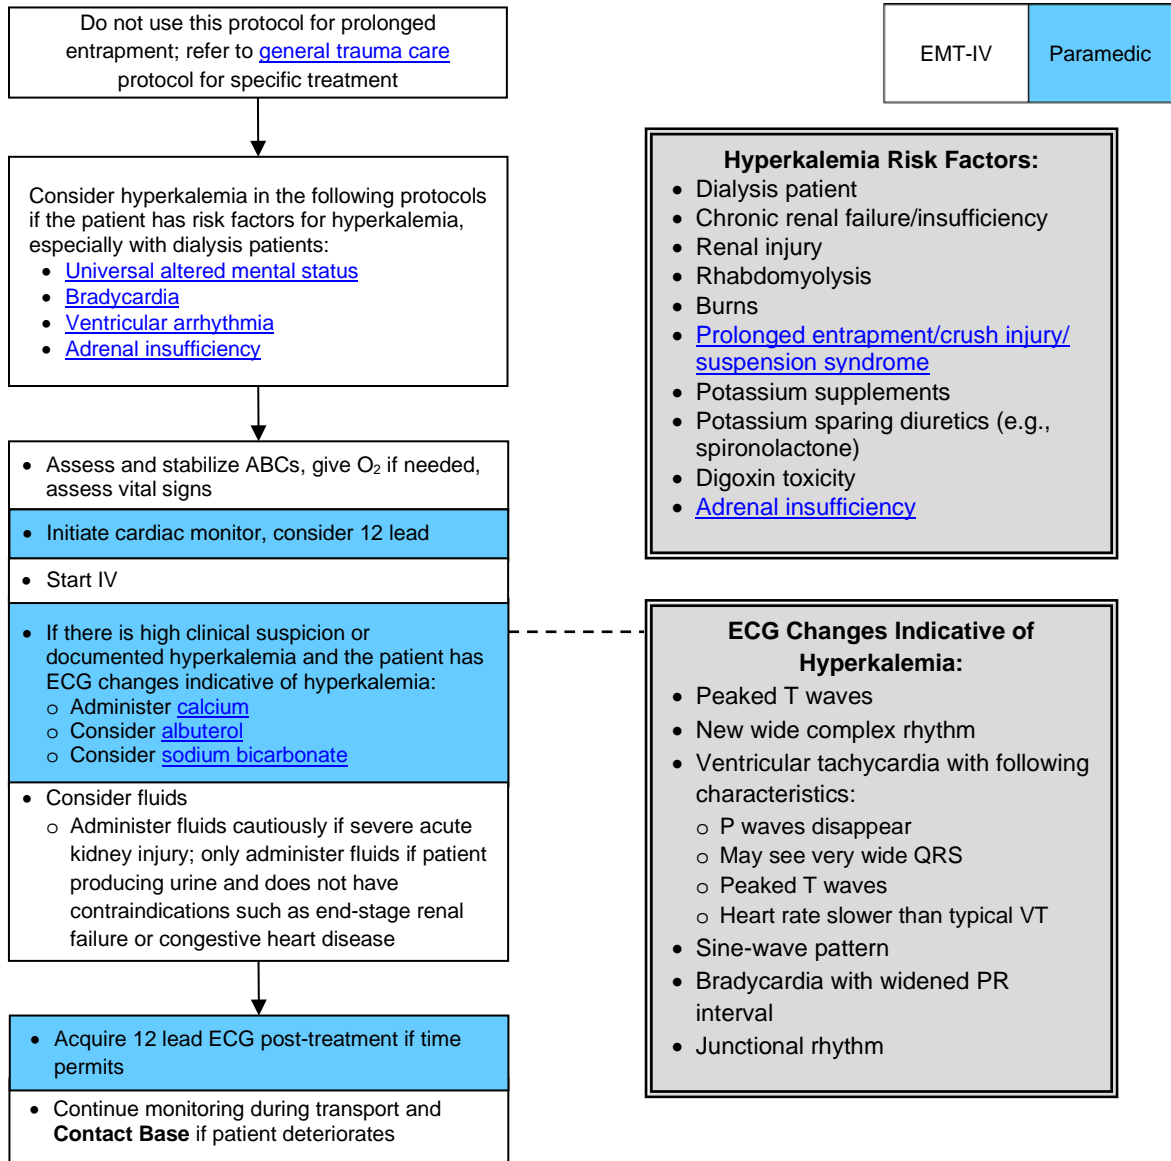 Do not use this protocol for prolonged
entrapment; refer to general trauma care
protocol for specific treatment
EMT-IV
Paramedic
Consider hyperkalemia in the following protocols
if the patient has risk factors for hyperkalemia,
especially with dialysis patients:
• Universal altered mental status
• Bradycardia
• Ventricular arrhythmia
• Adrenal insufficiency
• Assess and stabilize ABCs, give O₂ if needed,
assess vital signs
• Initiate cardiac monitor, consider 12 lead
• Start IV
• If there is high clinical suspicion or
documented hyperkalemia and the patient has
ECG changes indicative of hyperkalemia:
o Administer calcium
o Consider albuterol
o Consider sodium bicarbonate
• Consider fluids
o Administer fluids cautiously if severe acute
kidney injury; only administer fluids if patient
producing urine and does not have
contraindications such as end-stage renal
failure or congestive heart disease
• Acquire 12 lead ECG post-treatment if time
permits
• Continue monitoring during transport and
Contact Base if patient deteriorates
Hyperkalemia Risk Factors:
• Dialysis patient
• Chronic renal failure/insufficiency
• Renal injury
• Rhabdomyolysis
• Burns
• Prolonged entrapment/crush injury/
suspension syndrome
• Potassium supplements
• Potassium sparing diuretics (e.g.,
spironolactone)
• Digoxin toxicity
• Adrenal insufficiency
ECG Changes Indicative of
Hyperkalemia:
• Peaked T waves
• New wide complex rhythm
• Ventricular tachycardia with following
characteristics:
o P waves disappear
o May see very wide QRS
o Peaked T waves
o Heart rate slower than typical VT
• Sine-wave pattern
• Bradycardia with widened PR
interval
• Junctional rhythm